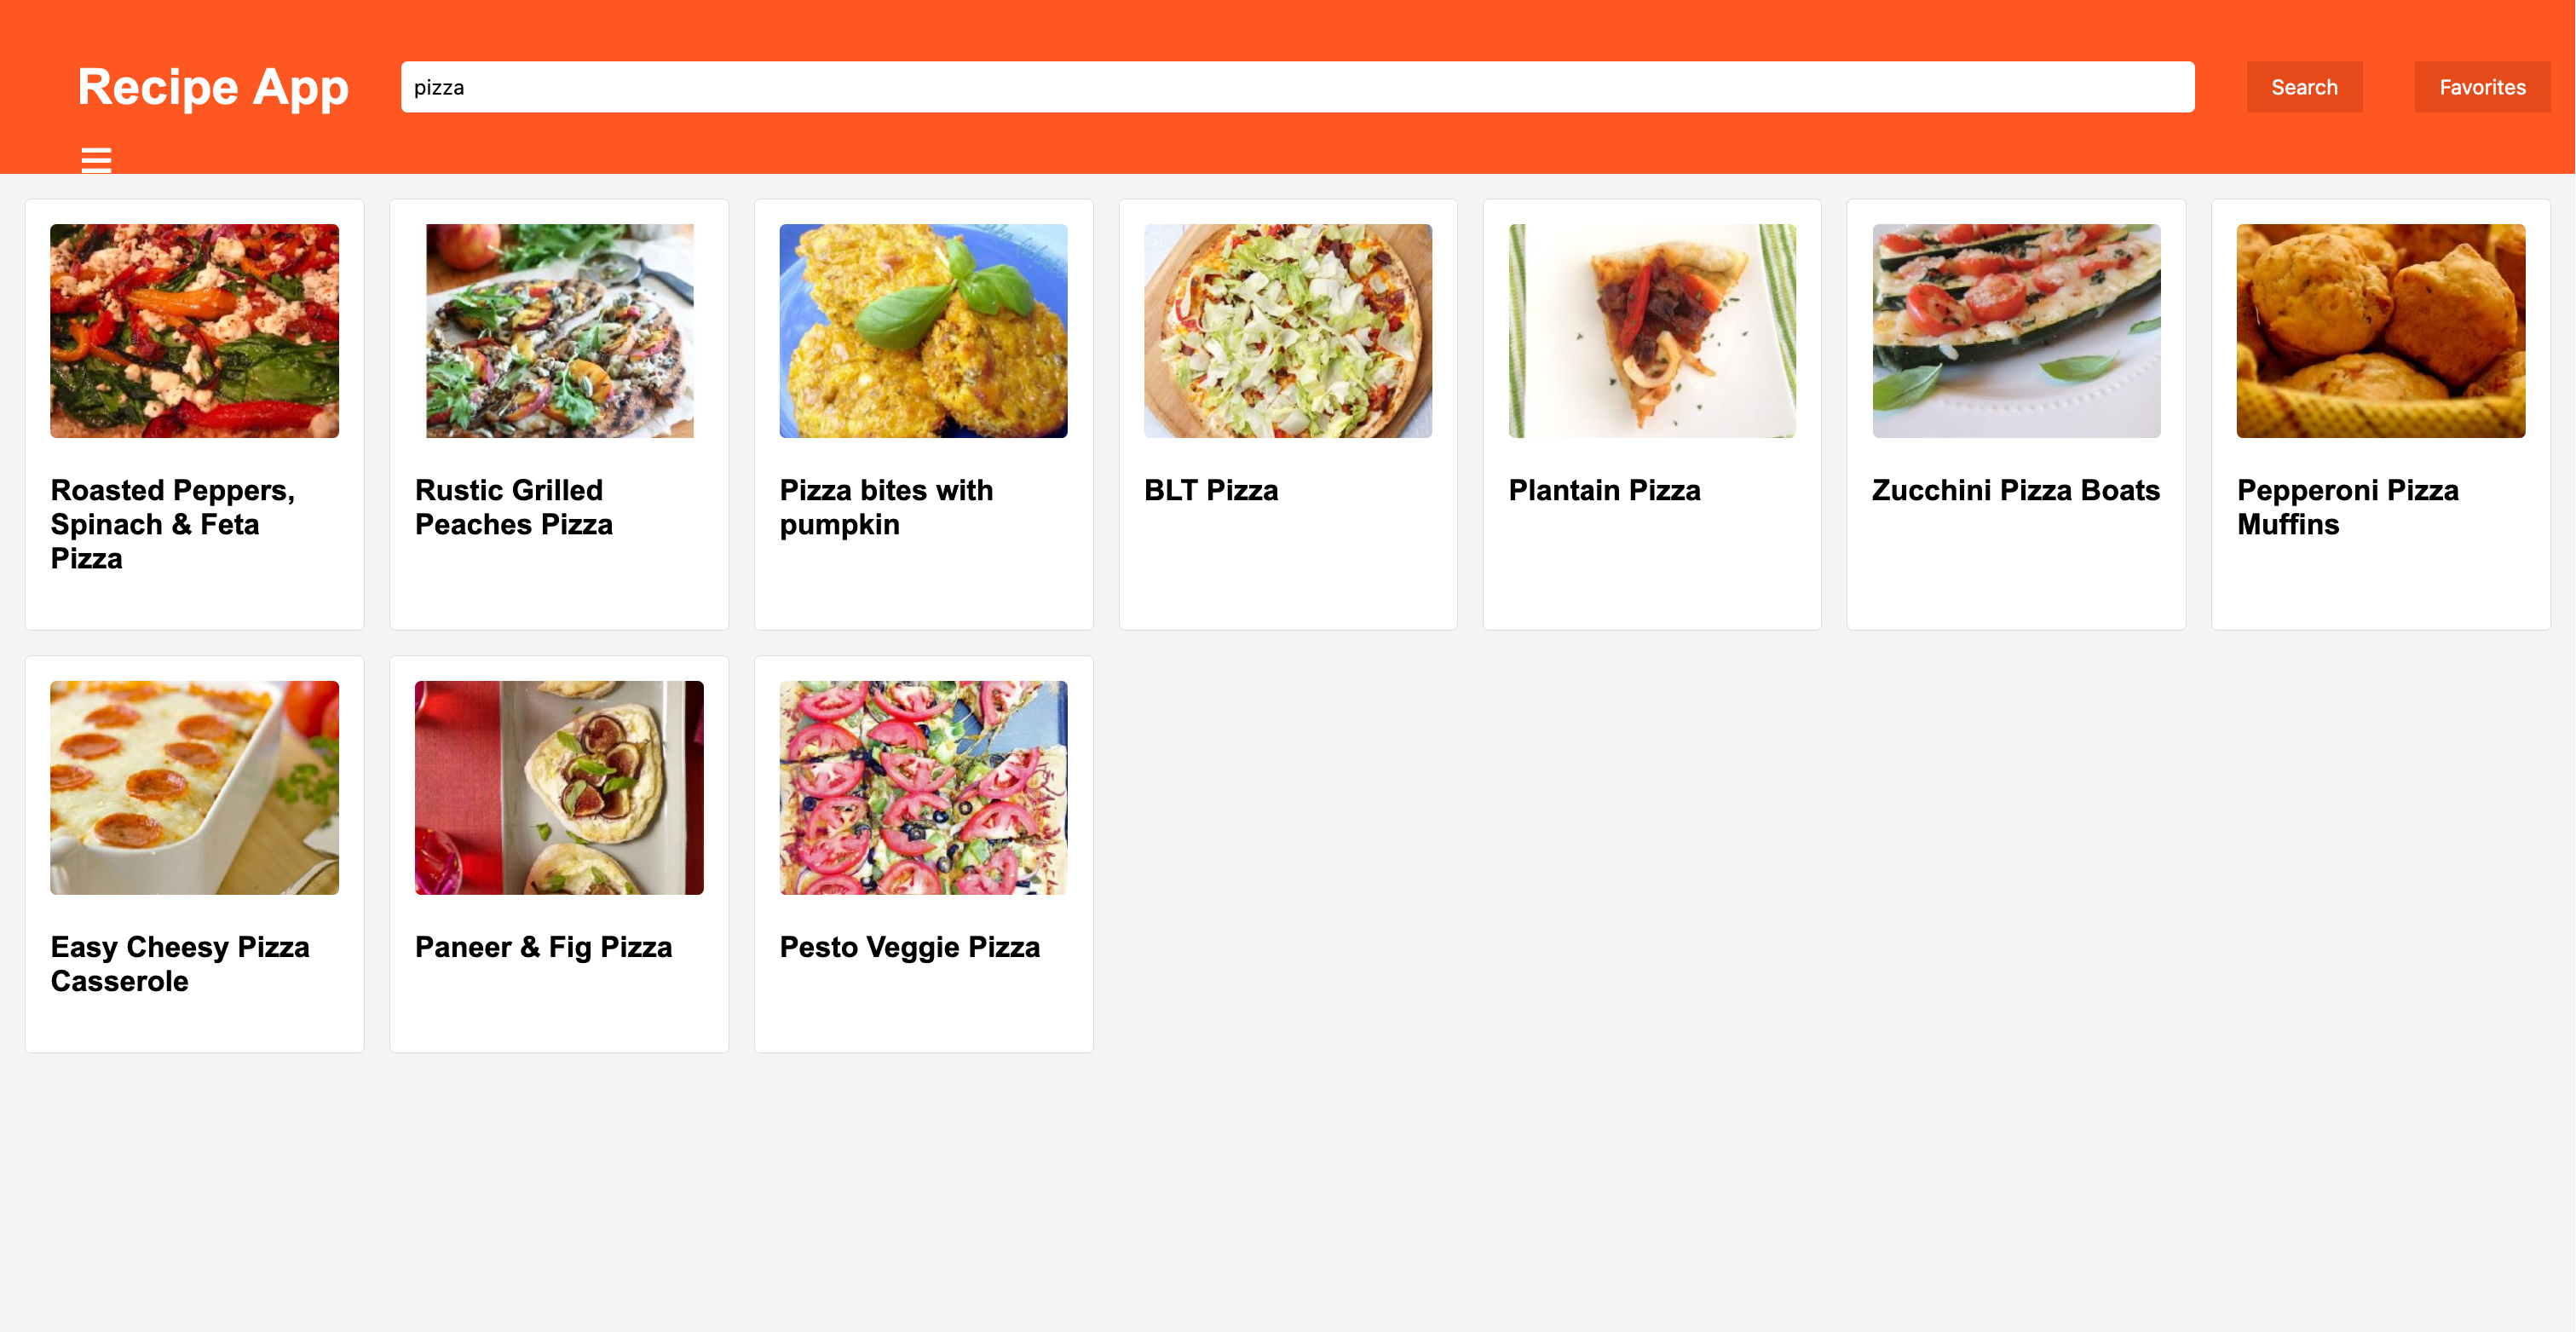 Recipe App
pizza
Search
Favorites
Roasted Peppers,
Spinach & Feta
Pizza
Rustic Grilled
Peaches Pizza
Pizza bites with
pumpkin
BLT Pizza
Plantain Pizza
Zucchini Pizza Boats
Pepperoni Pizza
Muffins
Easy Cheesy Pizza
Casserole
Paneer & Fig Pizza
Pesto Veggie Pizza